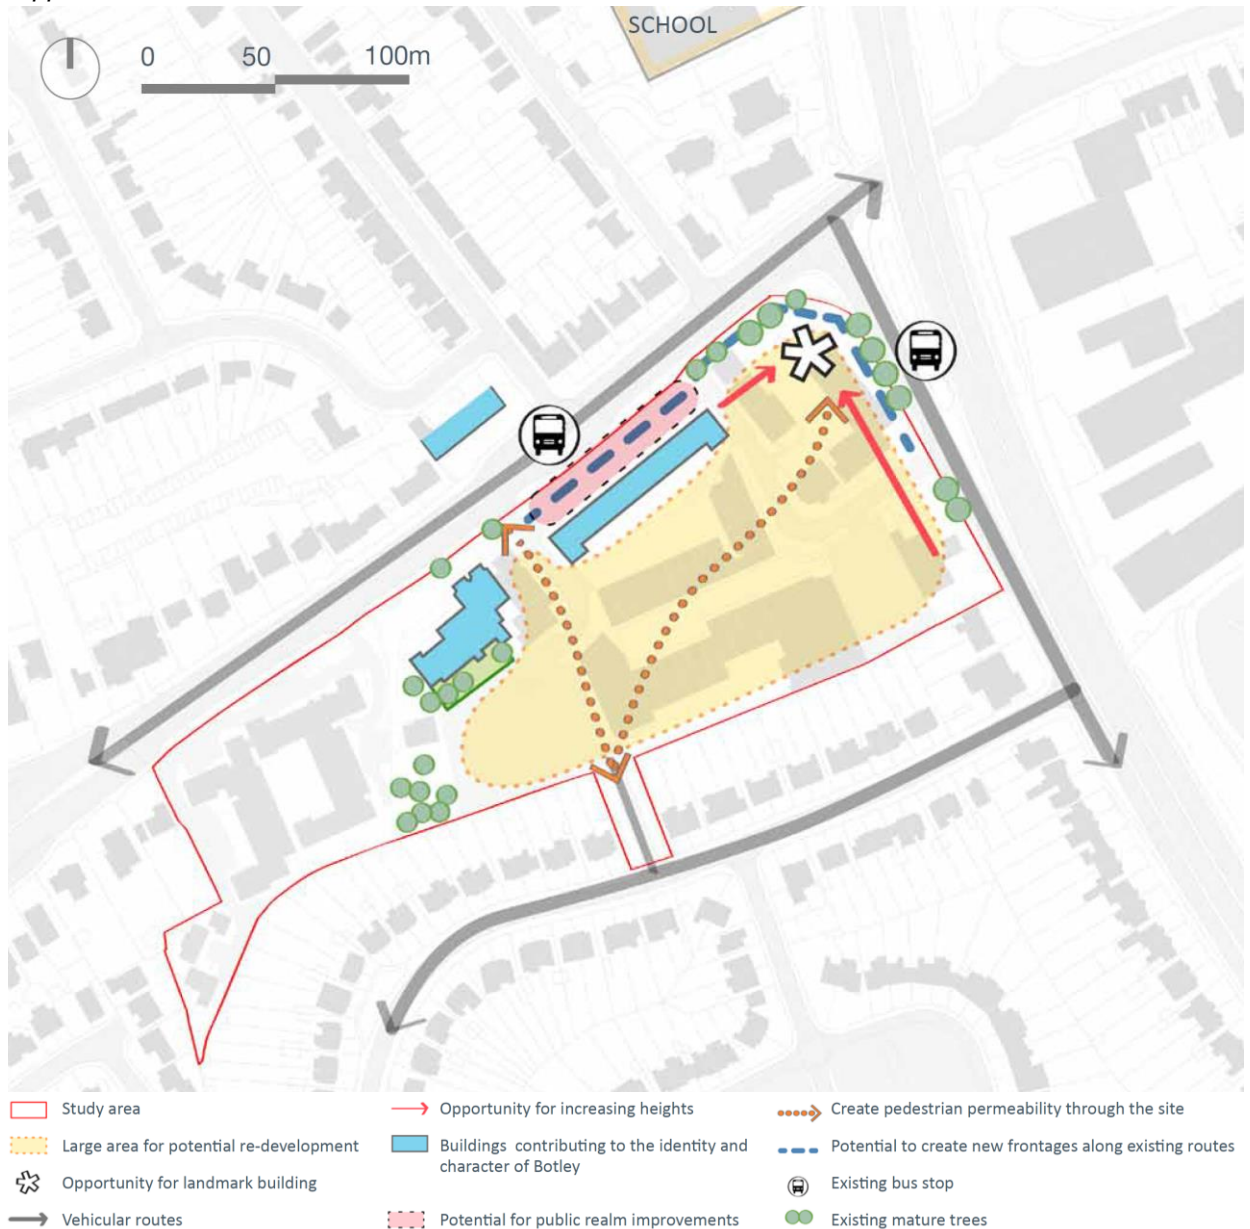 SCHOOL
0 50 100m
Study area
Opportunity for increasing heights
Create pedestrian permeability through the site
Large area for potential re-development
Buildings contributing to the identity and
character of Botley
Potential to create new frontages along existing routes
Opportunity for landmark building
Existing bus stop
Vehicular routes
Potential for public realm improvements
Existing mature trees